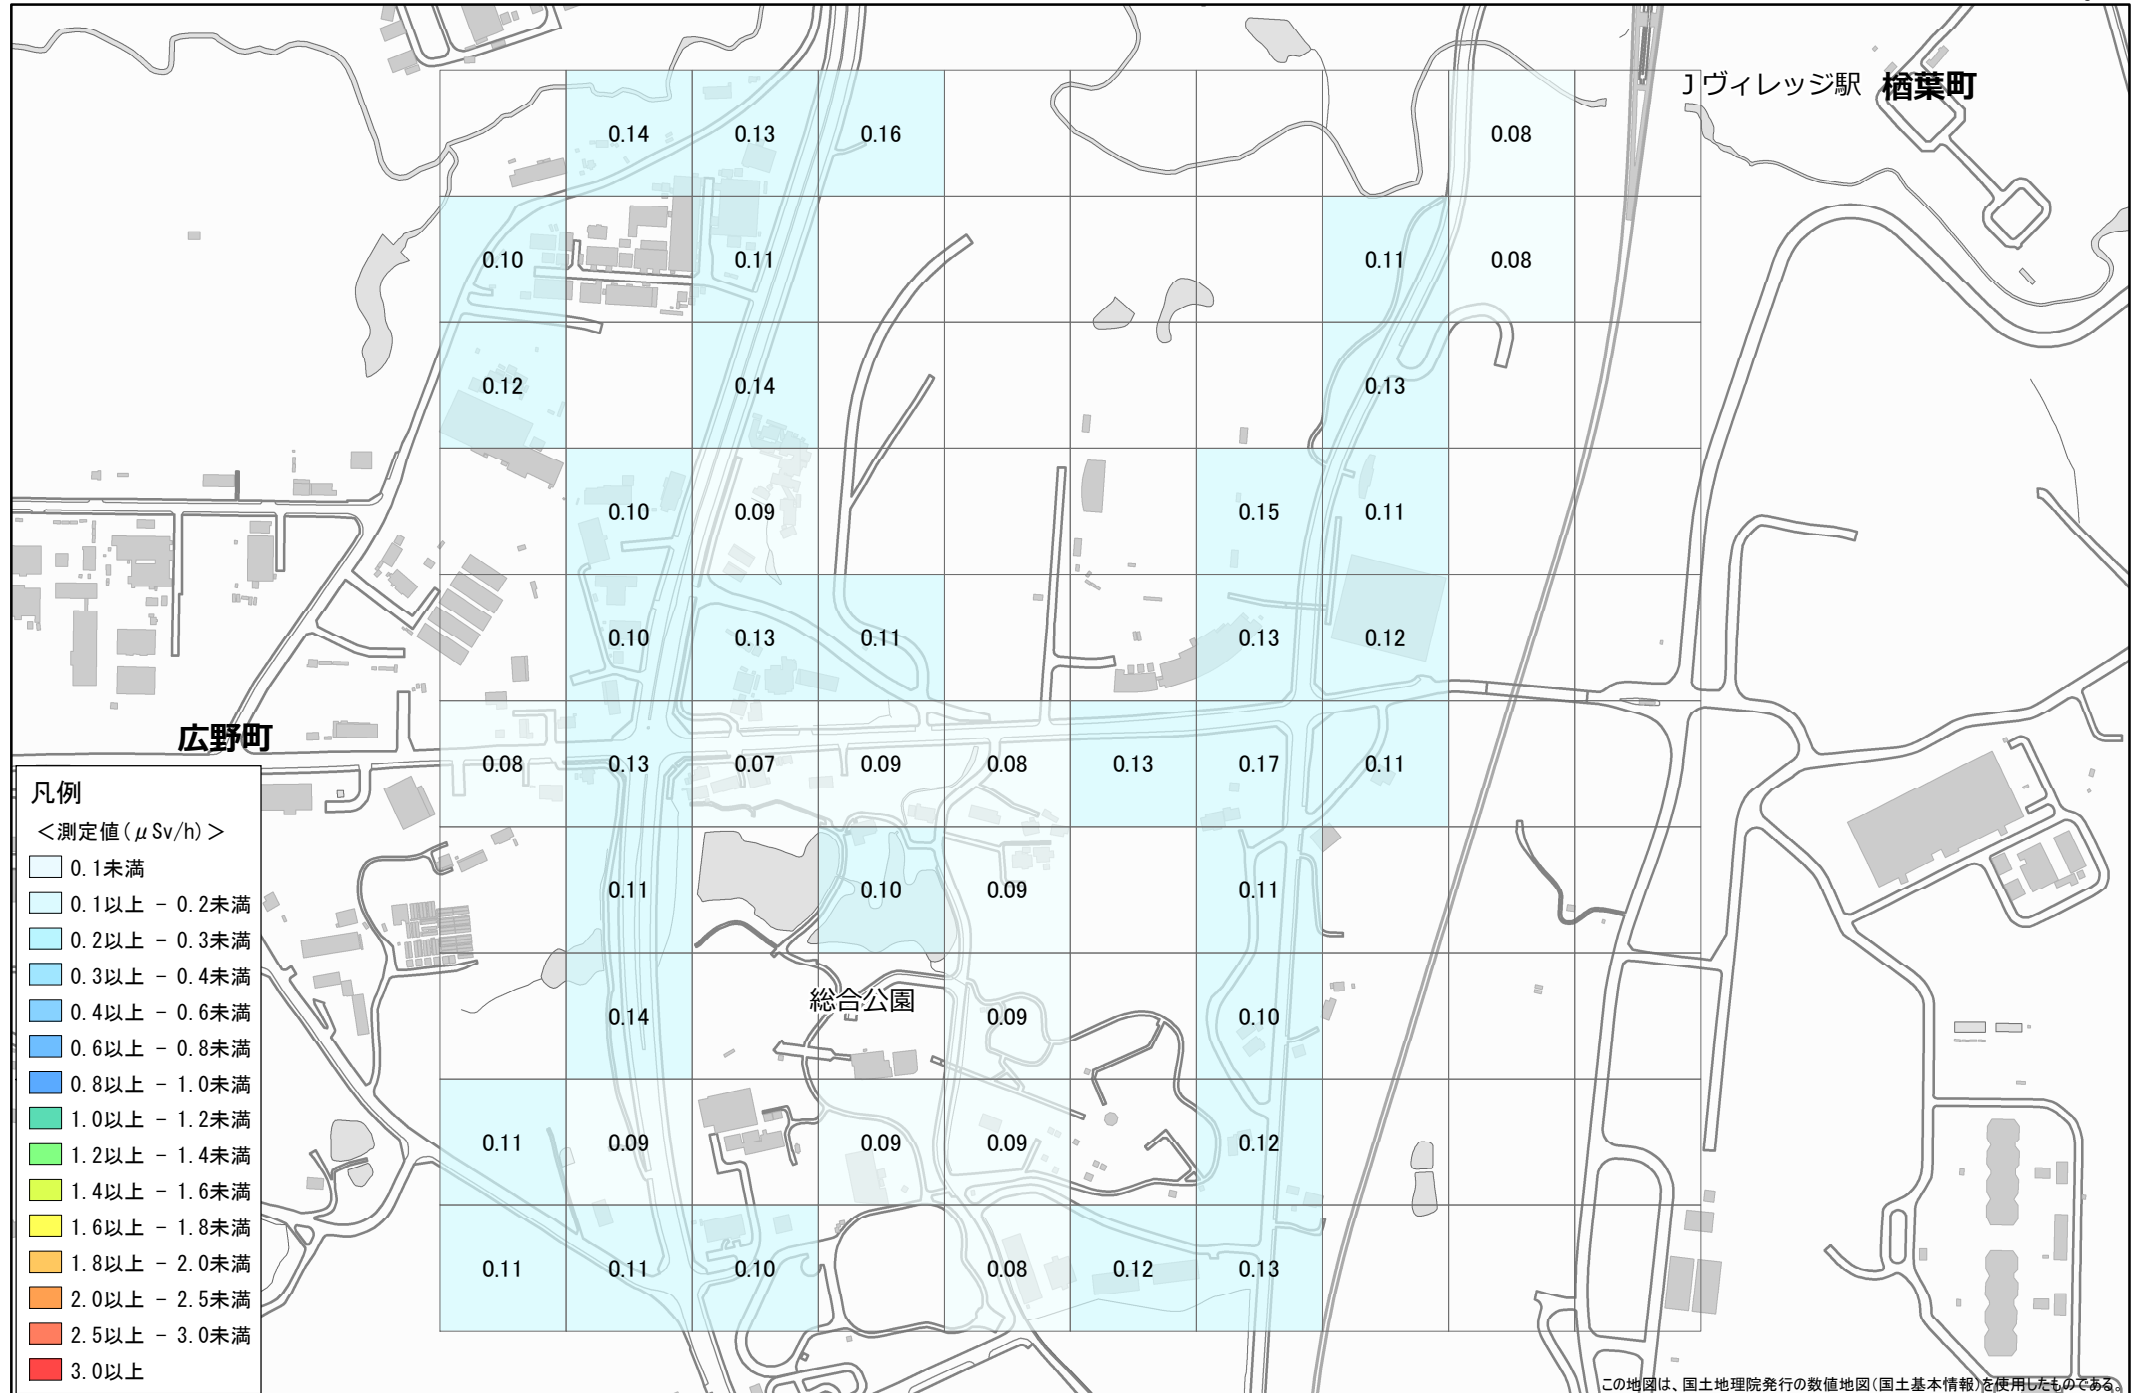 Jヴィレッジ駅 楢葉町
0.14 0.13 0.16 0.08
0.10 0.11 0.11 0.08
0.12 0.14 0.13
0.10 0.09 0.15 0.11
0.10 0.13 0.11 0.13 0.12
広野町
0.08 0.13 0.07 0.09 0.08 0.13 0.17 0.11
0.11 0.10 0.09 0.11
総合公園
0.14 0.09 0.10
0.11 0.09 0.09 0.09 0.12
0.11 0.11 0.10 0.08 0.12 0.13
凡例
＜測定値(μSv/h)＞
0.1未満
0.1以上 - 0.2未満
0.2以上 - 0.3未満
0.3以上 - 0.4未満
0.4以上 - 0.6未満
0.6以上 - 0.8未満
0.8以上 - 1.0未満
1.0以上 - 1.2未満
1.2以上 - 1.4未満
1.4以上 - 1.6未満
1.6以上 - 1.8未満
1.8以上 - 2.0未満
2.0以上 - 2.5未満
2.5以上 - 3.0未満
3.0以上
この地図は、国土地理院発行の数値地図(国土基本情報)を使用したものである。